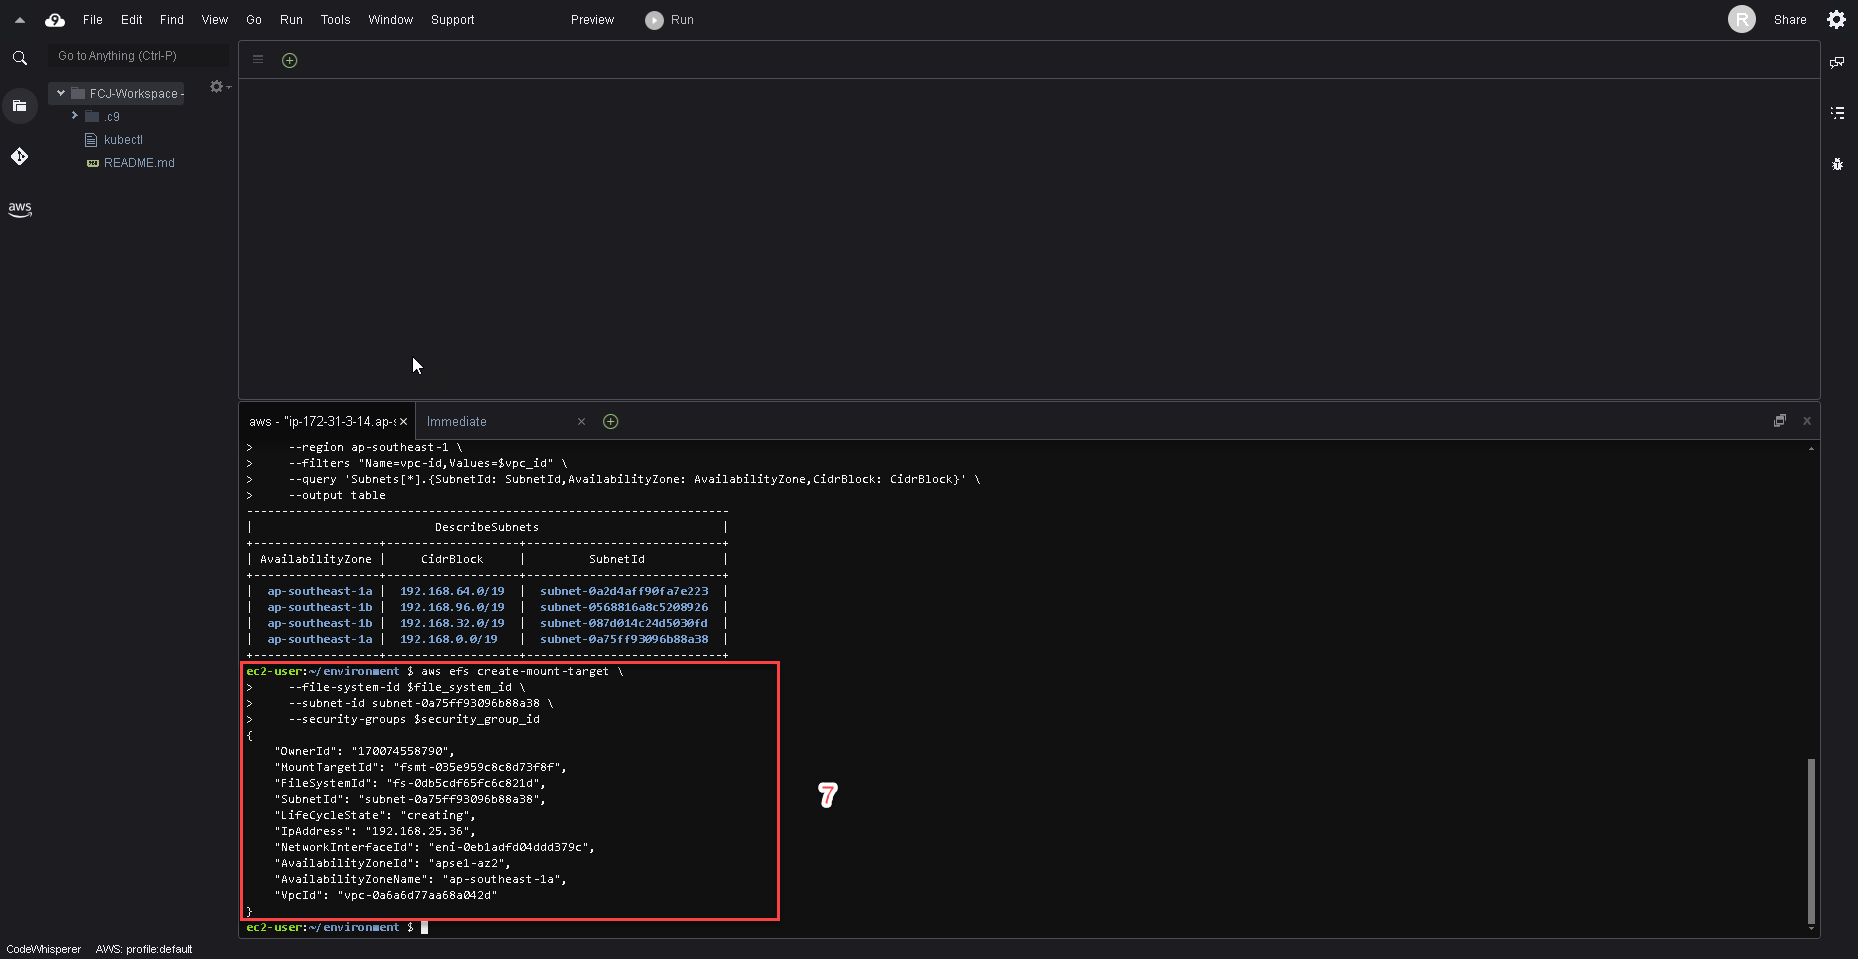 9 File Edit Find View Go Run Tools Window Support Preview Run R Share
Go to Anything (Ctrl-P)
FCJ-Workspace -
.c9
kubectl
README.md
aws
aws - "ip-172-31-3-14.ap-s Immediate
>     --region ap-southeast-1 \
>     --filters "Name=vpc-id,Values=$vpc_id" \
>     --query 'Subnets[*].{SubnetId: SubnetId,AvailabilityZone: AvailabilityZone,CidrBlock: CidrBlock}' \
>     --output table
---------------------------------------------------------------------
|                          DescribeSubnets                          |
+------------------+-------------------+----------------------------+
| AvailabilityZone |     CidrBlock     |         SubnetId           |
+------------------+-------------------+----------------------------+
|  ap-southeast-1a |  192.168.64.0/19  |  subnet-0a2d4aff90fa7e223  |
|  ap-southeast-1b |  192.168.96.0/19  |  subnet-0568816a8c5208926  |
|  ap-southeast-1b |  192.168.32.0/19  |  subnet-087d014c24d5030fd  |
|  ap-southeast-1a |  192.168.0.0/19   |  subnet-0a75ff93096b88a38  |
+------------------+-------------------+----------------------------+
ec2-user:~/environment $ aws efs create-mount-target \
>     --file-system-id $file_system_id \
>     --subnet-id subnet-0a75ff93096b88a38 \
>     --security-groups $security_group_id
{
    "OwnerId": "170074558790",
    "MountTargetId": "fsmt-035e959c8c8d73f8f",
    "FileSystemId": "fs-0db5cdf65fc6c821d",
    "SubnetId": "subnet-0a75ff93096b88a38",
    "LifeCycleState": "creating",
    "IpAddress": "192.168.25.36",
    "NetworkInterfaceId": "eni-0eb1adfd04ddd379c",
    "AvailabilityZoneId": "apse1-az2",
    "AvailabilityZoneName": "ap-southeast-1a",
    "VpcId": "vpc-0a6a6d77aa68a042d"
}
7
ec2-user:~/environment $
CodeWhisperer AWS: profile:default